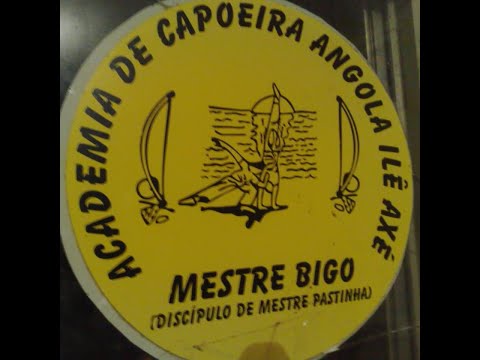 ACADEMIA DE CAPOEIRA ANGOLA ILÊ AXÉ
MESTRE BIGO
(DISCÍPULO DE MESTRE PASTINHA)